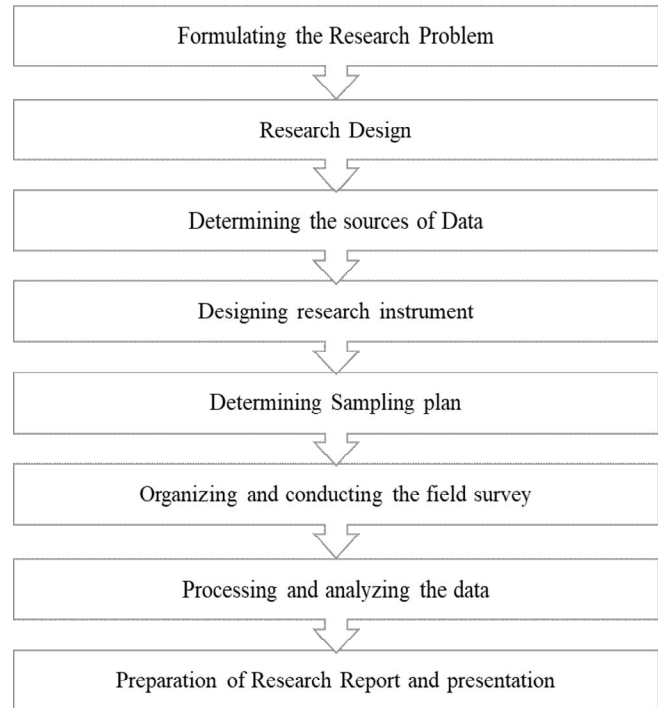 Formulating the Research Problem
Research Design
Determining the sources of Data
Designing research instrument
Determining Sampling plan
Organizing and conducting the field survey
Processing and analyzing the data
Preparation of Research Report and presentation